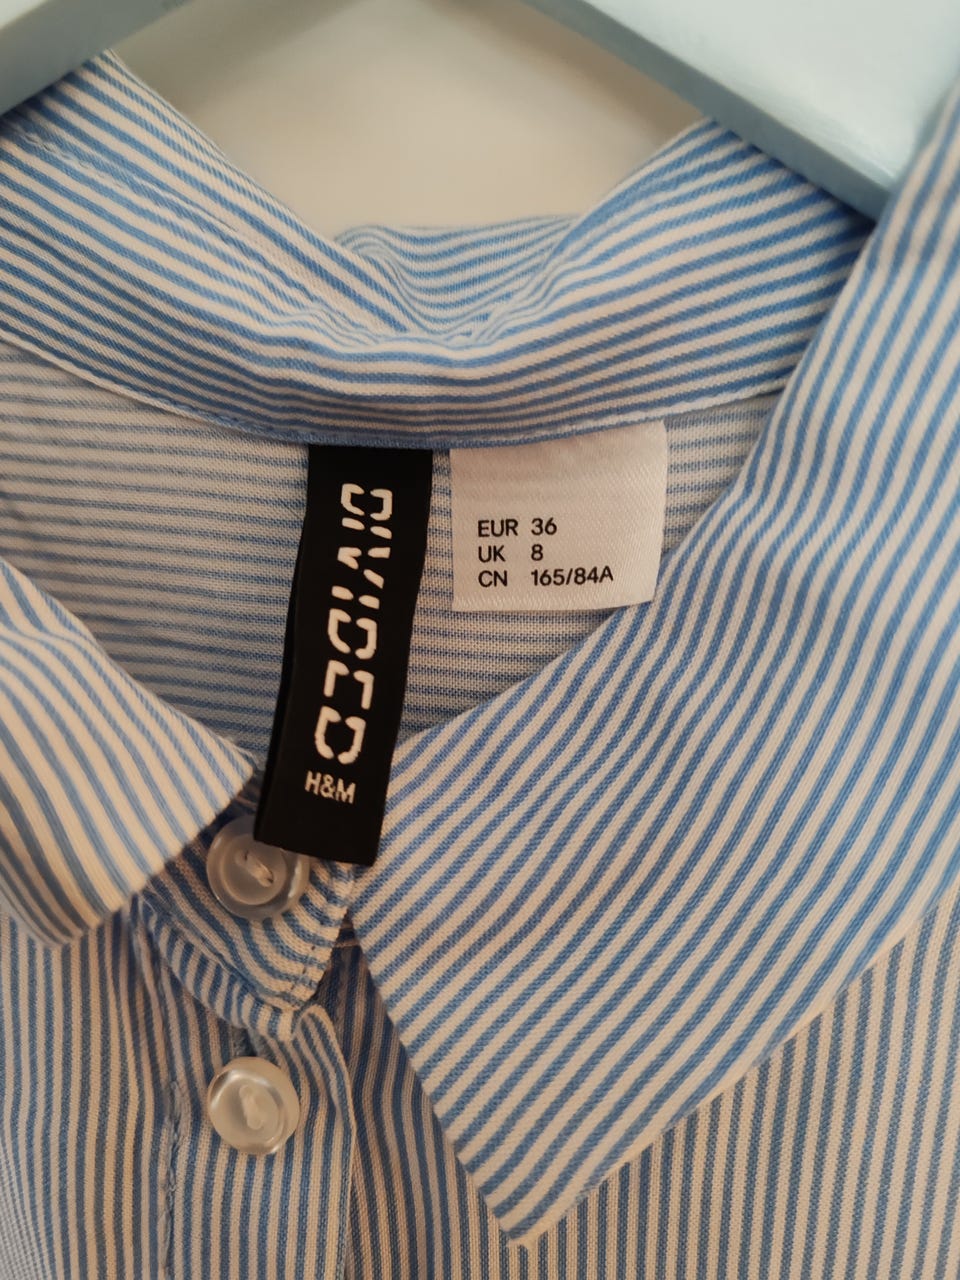 DIVIDED
H&M
EUR 36
UK 8
CN 165/84A